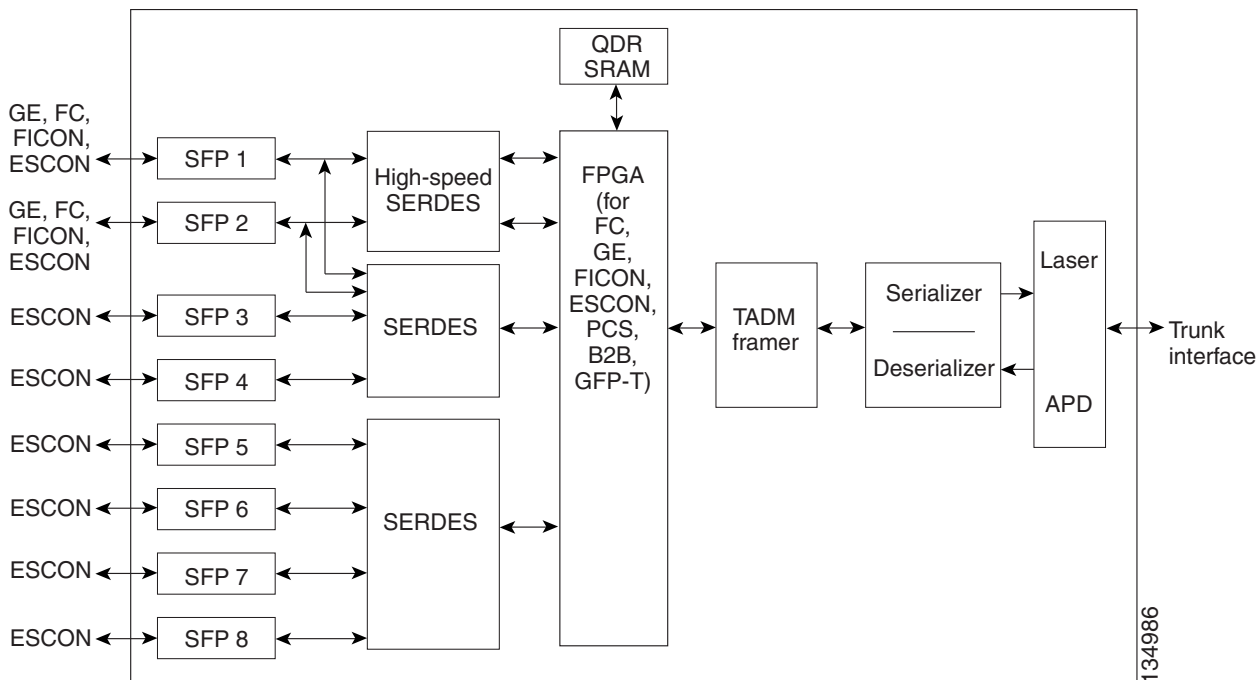 QDR
SRAM
GE, FC,
FICON,
ESCON
SFP 1
GE, FC,
FICON,
ESCON
SFP 2
ESCON
SFP 3
ESCON
SFP 4
ESCON
SFP 5
ESCON
SFP 6
ESCON
SFP 7
ESCON
SFP 8
High-speed
SERDES
SERDES
SERDES
FPGA
(for
FC,
GE,
FICON,
ESCON,
PCS,
B2B,
GFP-T)
TADM
framer
Serializer
Deserializer
Laser
APD
Trunk
interface
134986